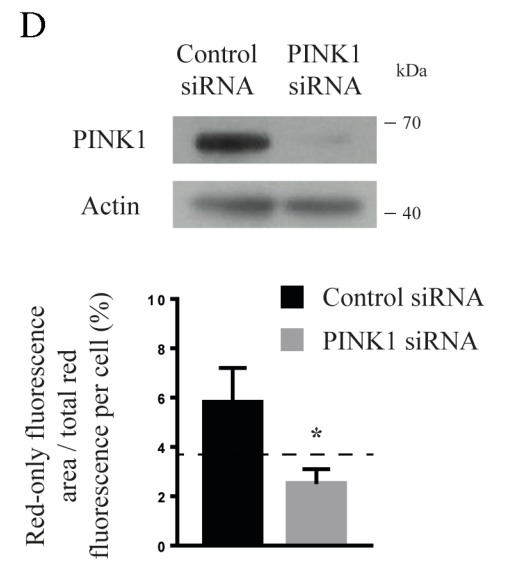 D
Control PINK1
siRNA siRNA
kDa
PINK1
– 70
Actin
– 40
Red-only fluorescence
area / total red
fluorescence per cell (%)
10
8
6
4
2
0
*
Control siRNA
PINK1 siRNA